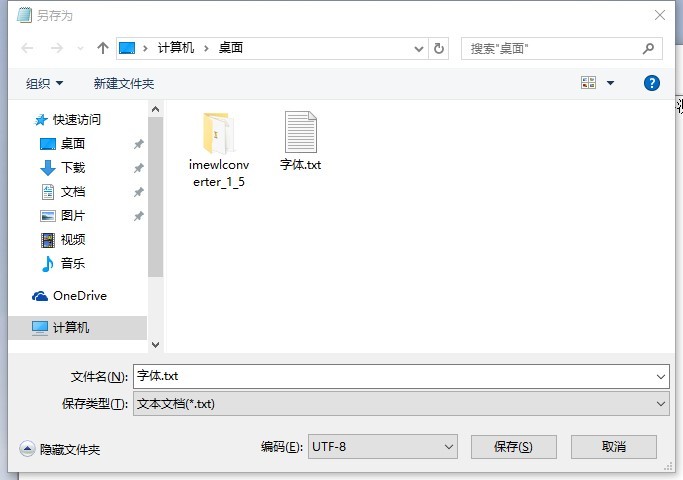 另存为
计算机 桌面
搜索"桌面"
组织 新建文件夹
快速访问
桌面
下载
文档
图片
视频
音乐
OneDrive
计算机
imewlconv
erter_1_5
字体.txt
文件名(N): 字体.txt
保存类型(T): 文本文档(*.txt)
隐藏文件夹
编码(E): UTF-8 保存(S) 取消